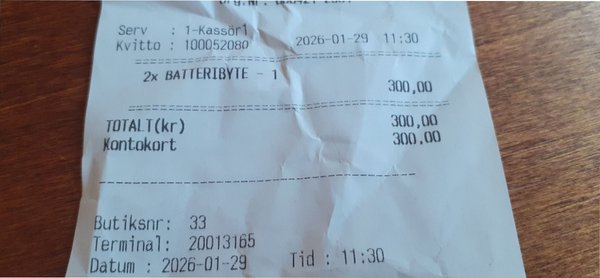 Serv : 1-Kassör1
Kvitto : 100052080 2026-01-29 11:30
2x BATTERIBYTE - 1 300,00
TOTALT(kr) 300,00
Kontokort 300,00
Butiksnr: 33
Terminal: 20013165
Datum : 2026-01-29 Tid : 11:30